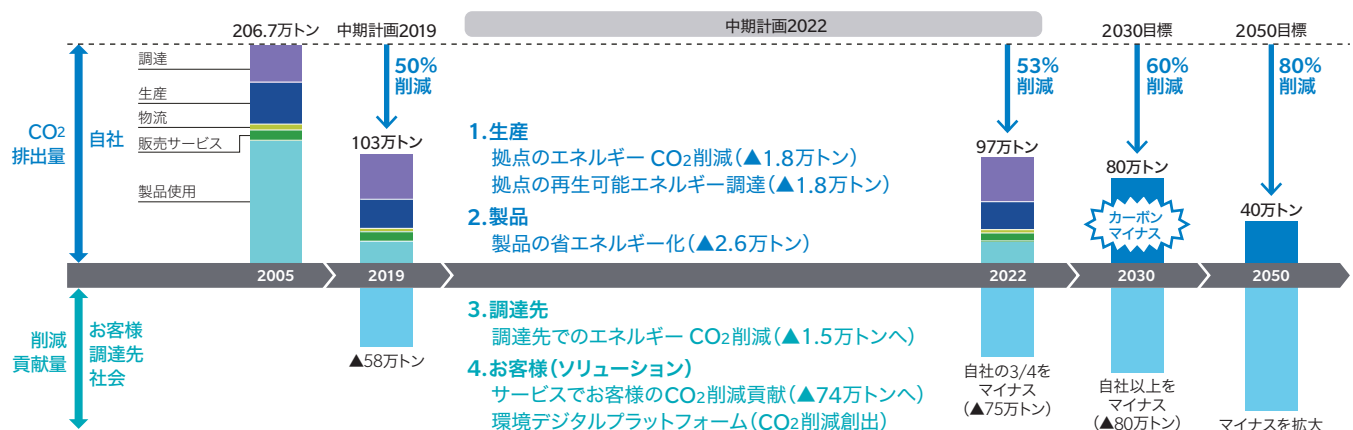 中期計画2022
206.7万トン
中期計画2019
2030目標
2050目標
50%
削減
53%
削減
60%
削減
80%
削減
調達
生産
物流
販売サービス
製品使用
CO2
排出量
自社
103万トン
97万トン
80万トン
カーボン
マイナス
40万トン
1.生産
拠点のエネルギー CO2削減(▲1.8万トン)
拠点の再生可能エネルギー調達(▲1.8万トン)
2.製品
製品の省エネルギー化(▲2.6万トン)
2005
2019
2022
2030
2050
削減
貢献量
お客様
調達先
社会
▲58万トン
3.調達先
調達先でのエネルギー CO2削減(▲1.5万トンへ)
4.お客様(ソリューション)
サービスでお客様のCO2削減貢献(▲74万トンへ)
環境デジタルプラットフォーム(CO2削減創出)
自社の3/4を
マイナス
(▲75万トン)
自社以上を
マイナス
(▲80万トン)
マイナスを拡大